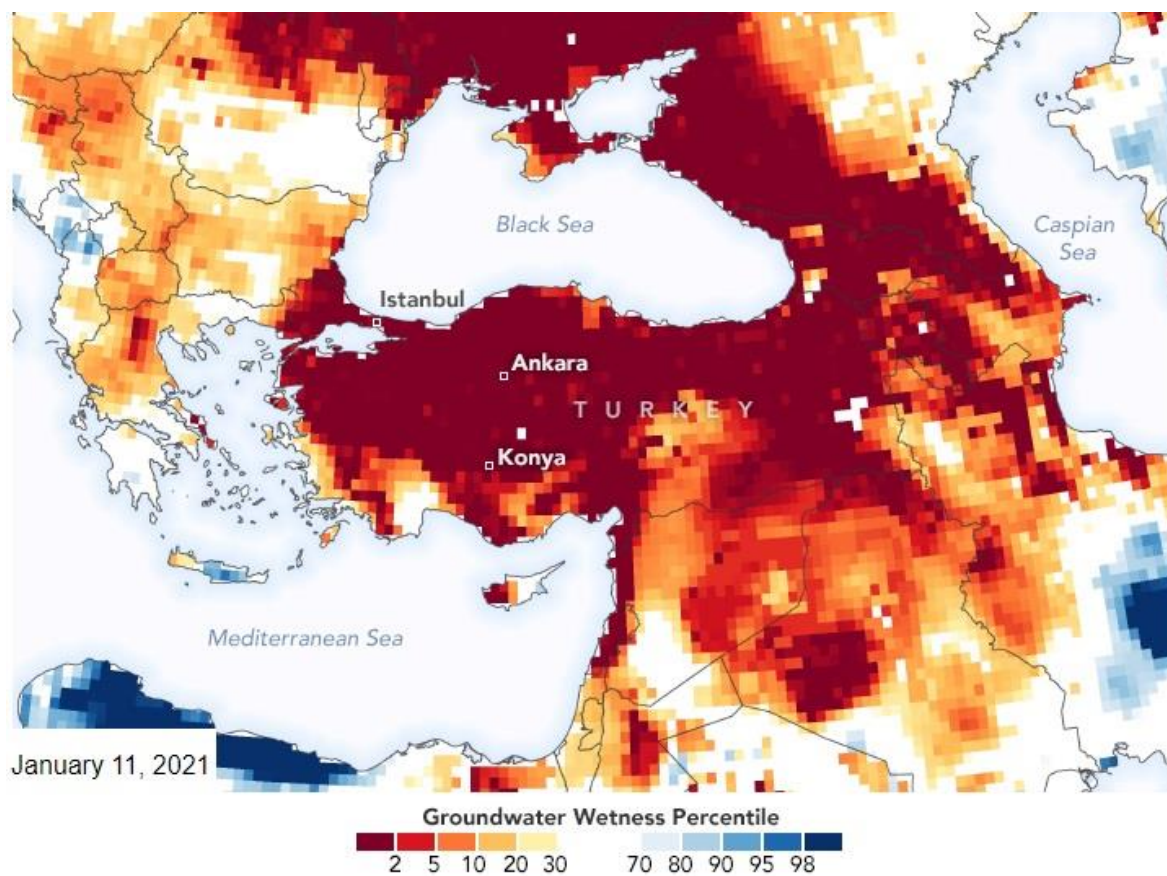 Black Sea
Caspian
Sea
Istanbul
Ankara
TURKEY
Konya
Mediterranean Sea
January 11, 2021
Groundwater Wetness Percentile
2 5 10 20 30 70 80 90 95 98